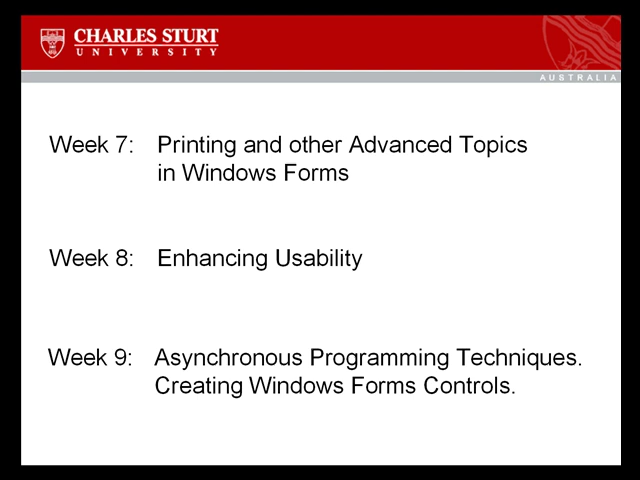 CHARLES STURT
UNIVERSITY
AUSTRALIA
Week 7: Printing and other Advanced Topics
in Windows Forms
Week 8: Enhancing Usability
Week 9: Asynchronous Programming Techniques.
Creating Windows Forms Controls.